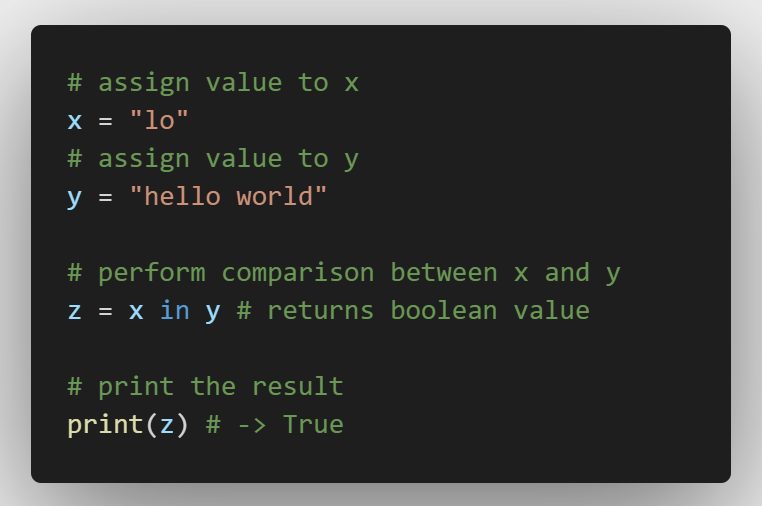 # assign value to x
x = "lo"
# assign value to y
y = "hello world"
# perform comparison between x and y
z = x in y # returns boolean value
# print the result
print(z) # -> True